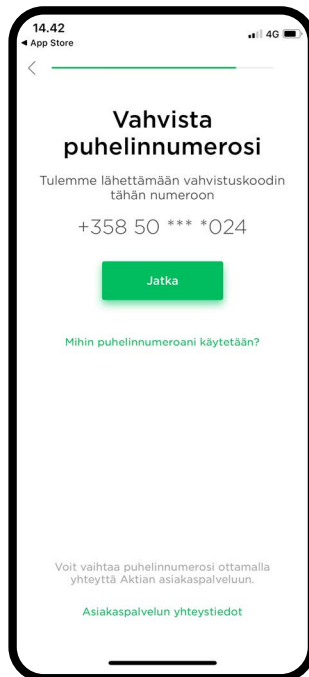 14.42
4G
◀ App Store
Vahvista
puhelinnumerosi
Tulemme lähettämään vahvistuskoodin
tähän numeroon
+358 50 *** *024
Jatka
Mihin puhelinnumeroani käytetään?
Voit vaihtaa puhelinnumerosi ottamalla
yhteyttä Aktian asiakaspalveluun.
Asiakaspalvelun yhteystiedot